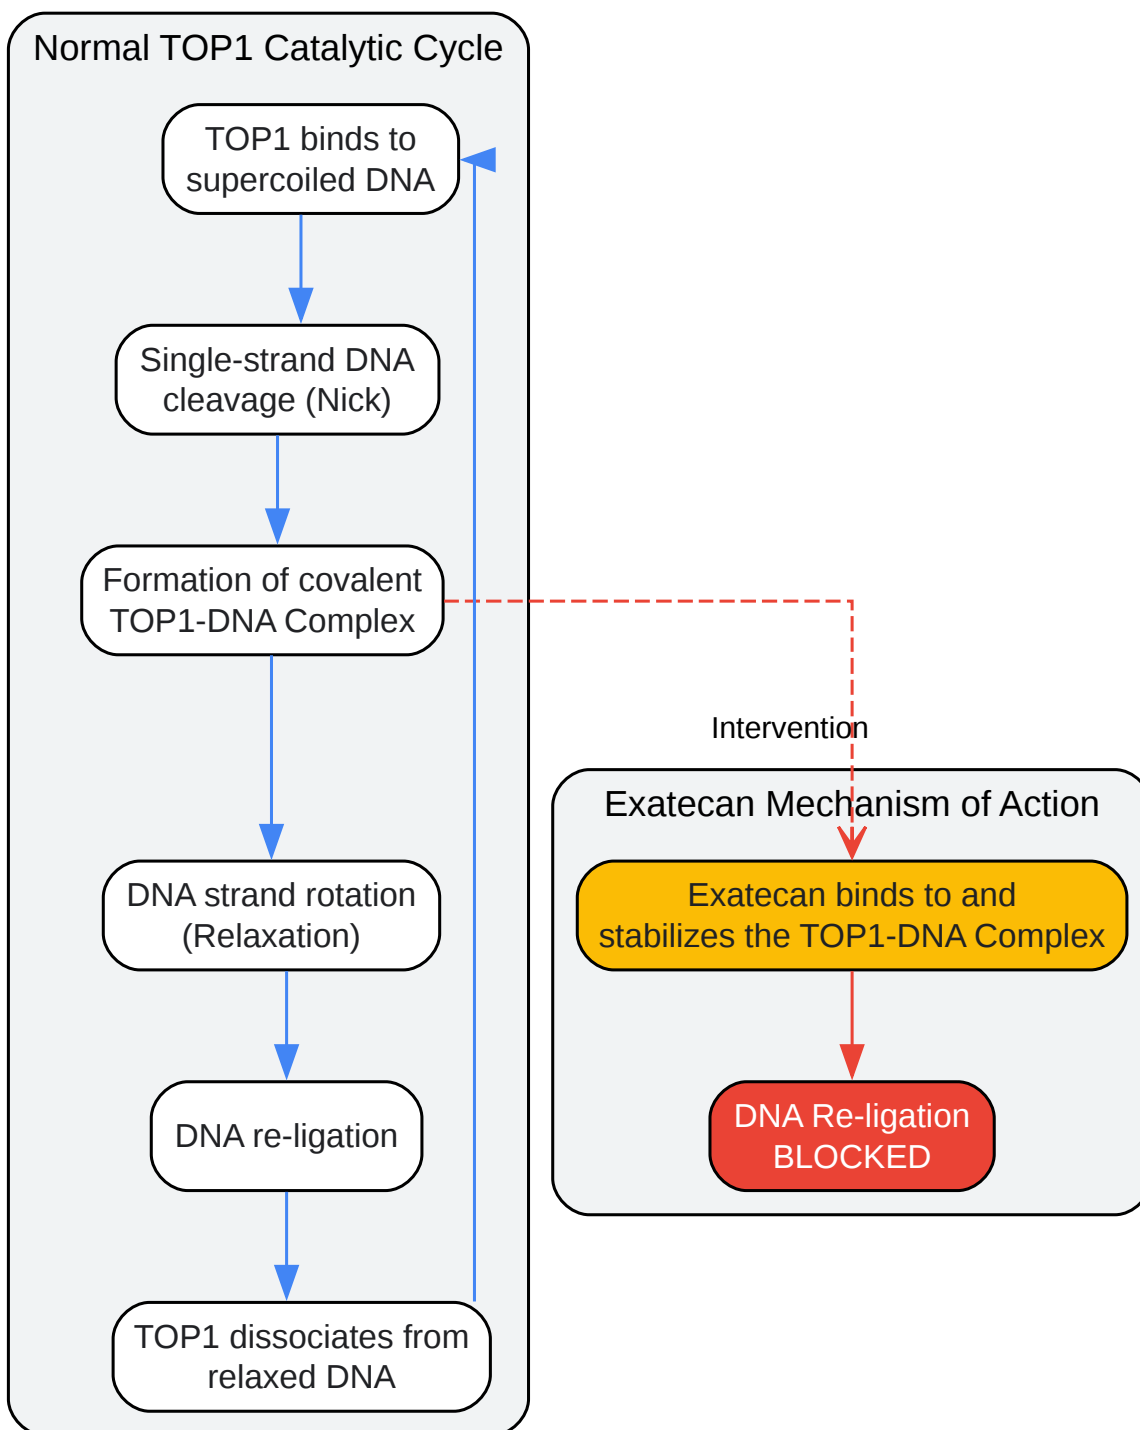 Normal TOP1 Catalytic Cycle
TOP1 binds to
supercoiled DNA
Single-strand DNA
cleavage (Nick)
Formation of covalent
TOP1-DNA Complex
DNA strand rotation
(Relaxation)
DNA re-ligation
TOP1 dissociates from
relaxed DNA
Intervention
Exatecan Mechanism of Action
Exatecan binds to and
stabilizes the TOP1-DNA Complex
DNA Re-ligation
BLOCKED